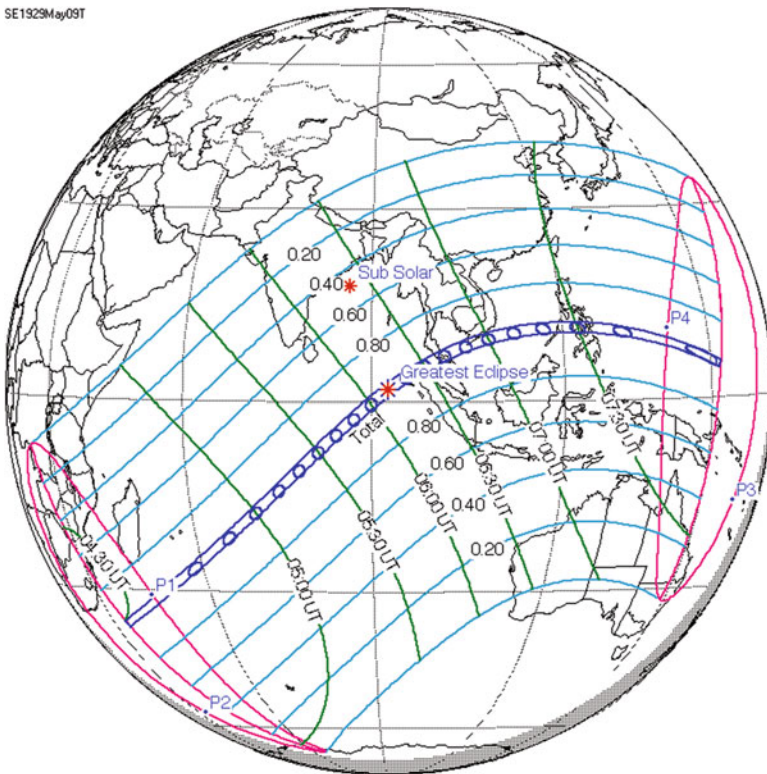 SE1929May09T
0.20
Sub Solar
0.40
0.60
P4
0.80
Greatest Eclipse
Total
0.80
07:30 UT
0.60
07:00 UT
06:30 UT
0.40
06:00 UT
P3
0.20
05:30 UT
04:30 UT
P1
05:00 UT
P2